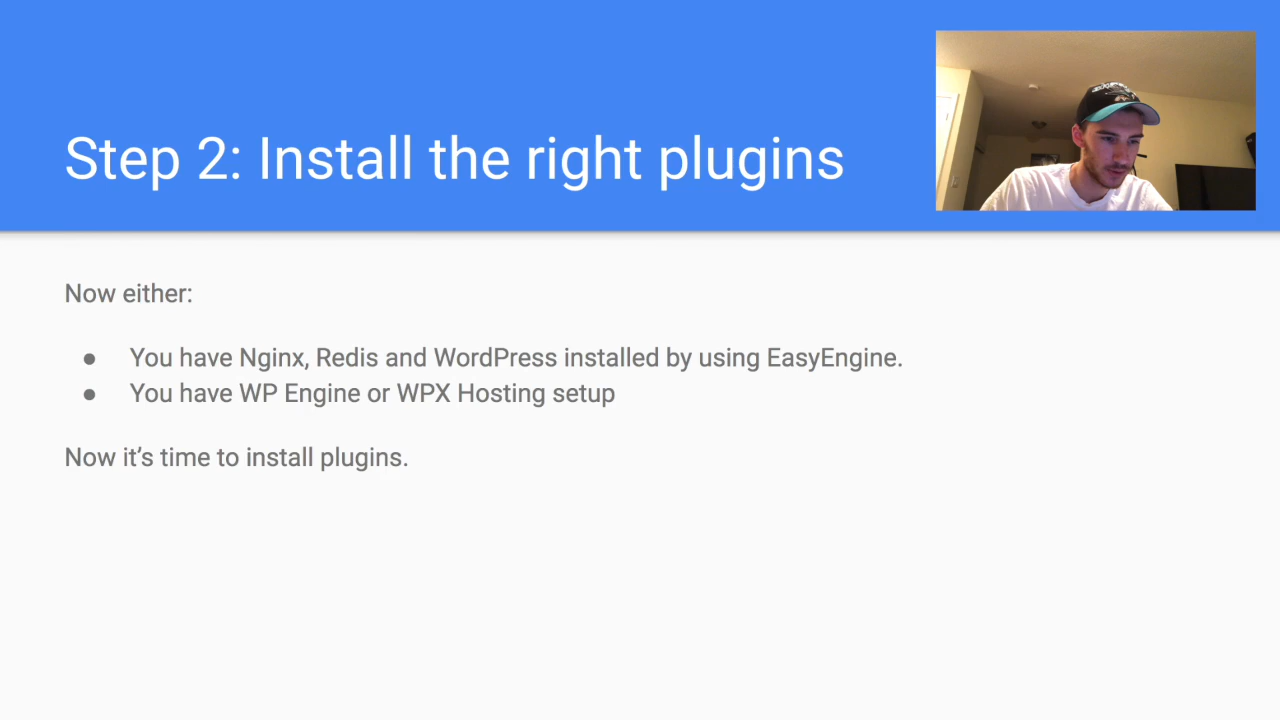 Step 2: Install the right plugins
Now either:
● You have Nginx, Redis and WordPress installed by using EasyEngine.
● You have WP Engine or WPX Hosting setup
Now it’s time to install plugins.